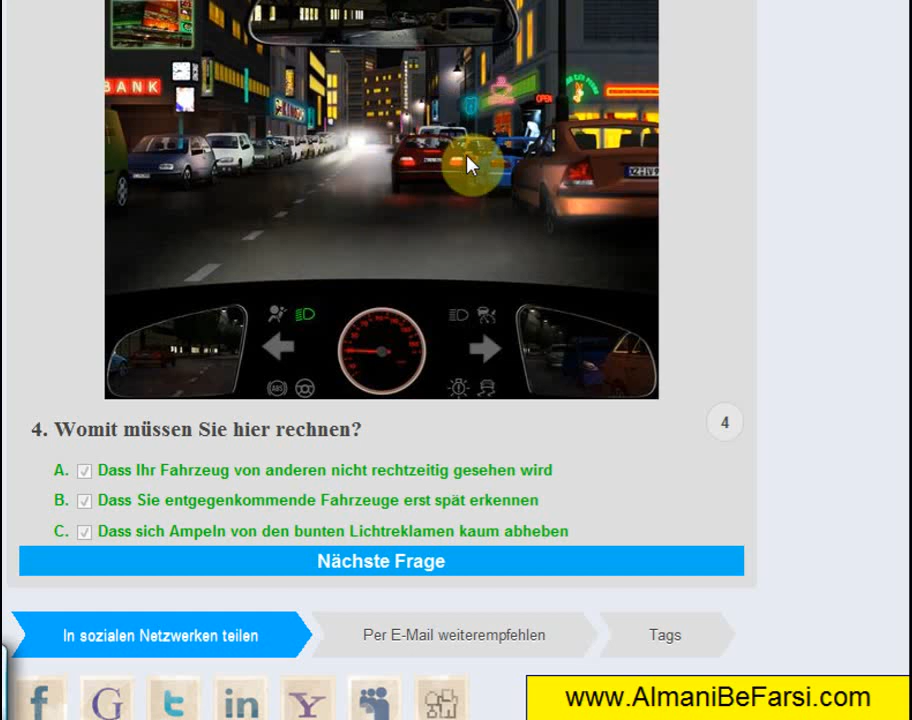 BANK
OPEN
4. Womit müssen Sie hier rechnen?
4
A. Dass Ihr Fahrzeug von anderen nicht rechtzeitig gesehen wird
B. Dass Sie entgegenkommende Fahrzeuge erst spät erkennen
C. Dass sich Ampeln von den bunten Lichtreklamen kaum abheben
Nächste Frage
In sozialen Netzwerken teilen
Per E-Mail weiterempfehlen
Tags
f G t in Y
www.AlmaniBeFarsi.com